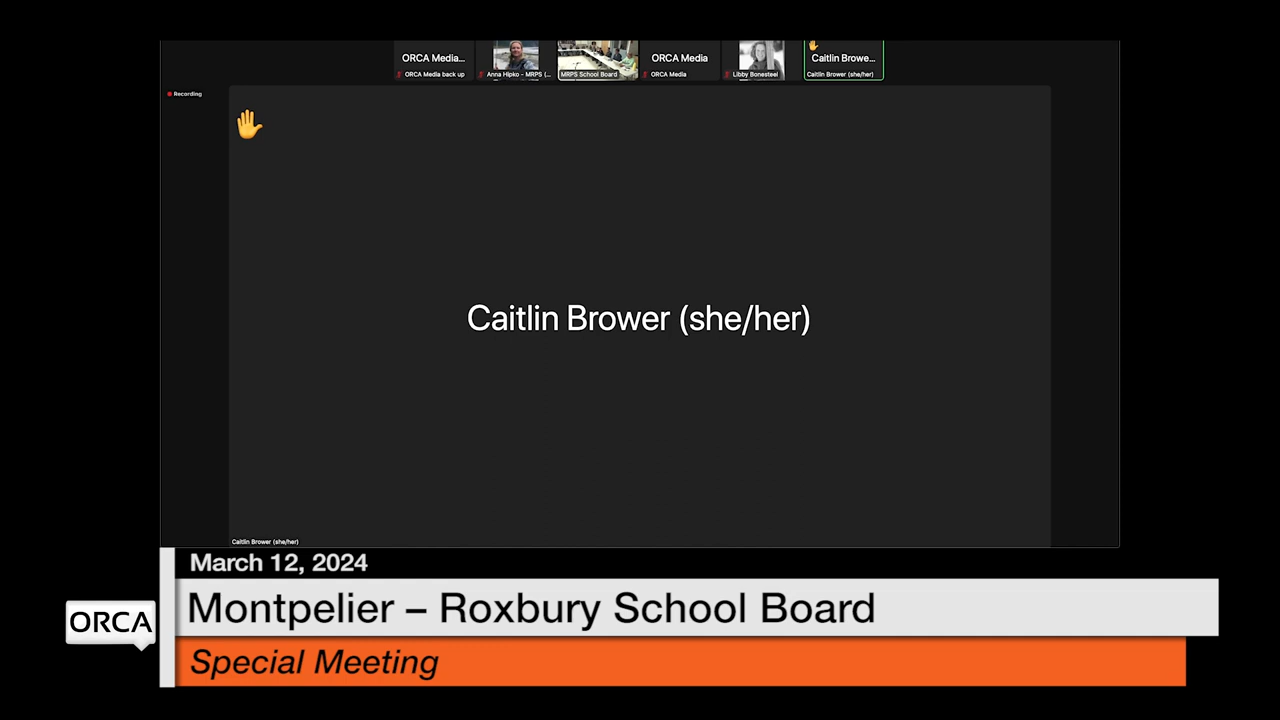 ORCA Media...
ORCA Media back up
Anna Hipko - MRPS (...
MRPS School Board
ORCA Media
ORCA Media
Libby Bonesteel
Caitlin Browe...
Caitlin Brower (she/her)
Recording
Caitlin Brower (she/her)
Caitlin Brower (she/her)
March 12, 2024
Montpelier – Roxbury School Board
ORCA
Special Meeting